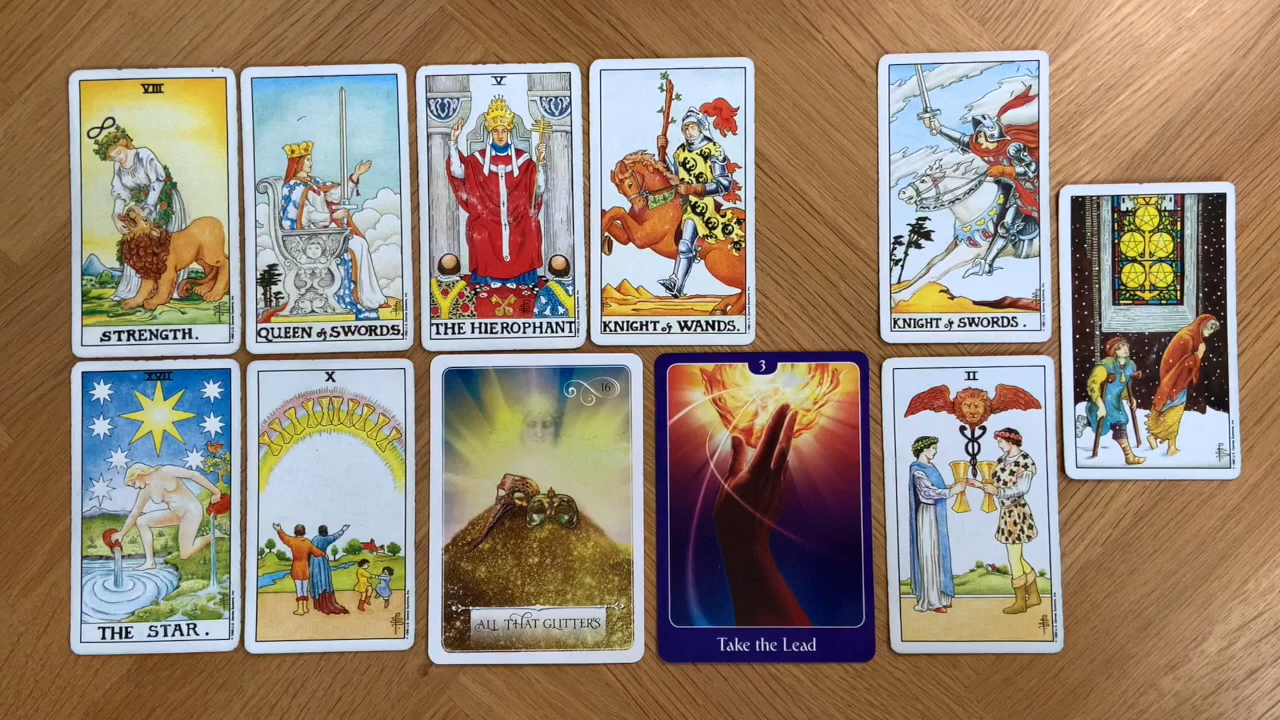 VIII
STRENGTH.
QUEEN of SWORDS.
V
THE HIEROPHANT
KNIGHT of WANDS.
KNIGHT of SWORDS.
XVII
THE STAR.
X
16
ALL THAT GLITTERS
3
Take the Lead
II